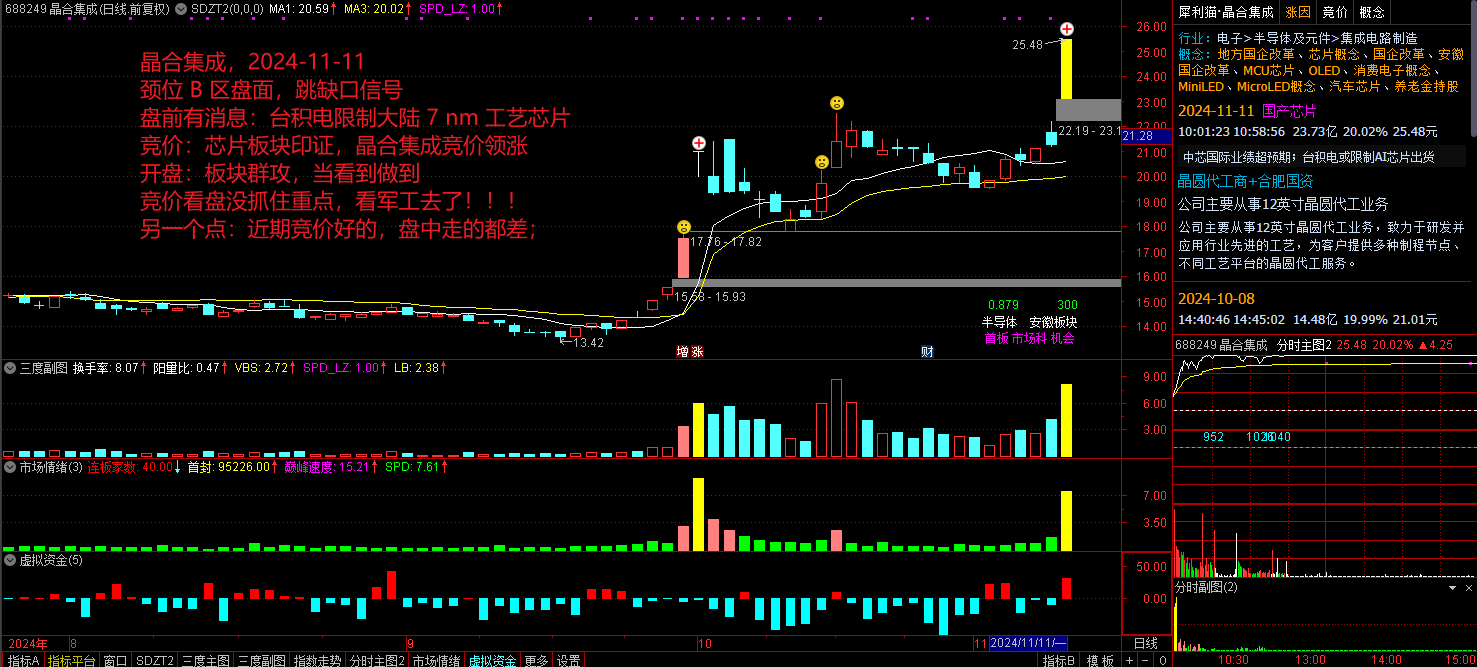 688249 晶合集成(日线.前复权) SDZT2(0,0,0) MA1: 20.59↑ MA3: 20.02↑ SPD_LZ: 1.00↑
晶合集成，2024-11-11
颈位 B 区盘面，跳缺口信号
盘前有消息：台积电限制大陆 7 nm 工艺芯片
竞价：芯片板块印证，晶合集成竞价领涨
开盘：板块群攻，当看到做到
竞价看盘没抓住重点，看军工去了！！！
另一个点：近期竞价好的，盘中走的都差；
25.48
22.19 - 23.1
17.76 - 17.82
15.58 - 15.93
13.42
0.879 300
半导体 安徽板块
首板 市场科 机会
增 涨 财
26.00
25.00
24.00
23.00
22.00
21.28
21.00
20.00
19.00
18.00
17.00
16.00
15.00
14.00
三度副图 换手率: 8.07↑ 阳量比: 0.47↑ VBS: 2.72↑ SPD_LZ: 1.00↑ LB: 2.38↑
9.00
6.00
3.00
市场情绪(3) 连板家数: 40.00↓ 首封: 95226.00↑ 巅峰速度: 15.21↑ SPD: 7.61↑
7.00
3.50
虚拟资金(5)
50.00
0.00
2024年 8 9 10 11 2024/11/11/一 日线
指标A 指标平台 窗口 SDZT2 三度主图 三度副图 指数走势 分时主图2 市场情绪 虚拟资金 更多 设置 指标B 模板 + - 0
犀利猫·晶合集成 涨因 竞价 概念
行业: 电子>半导体及元件>集成电路制造
概念: 地方国企改革、芯片概念、国企改革、安徽
国企改革、MCU芯片、OLED、消费电子概念、
MiniLED、MicroLED概念、汽车芯片、养老金持股
2024-11-11 国产芯片
10:01:23 10:58:56 23.73亿 20.02% 25.48元
中芯国际业绩超预期；台积电或限制AI芯片出货
晶圆代工商+合肥国资
公司主要从事12英寸晶圆代工业务
公司主要从事12英寸晶圆代工业务，致力于研发并
应用行业先进的工艺，为客户提供多种制程节点、
不同工艺平台的晶圆代工服务。
2024-10-08
14:40:46 14:45:02 14.48亿 19.99% 21.01元
688249 晶合集成 分时主图2 25.48 20.02% ▲4.25
952
分时副图(2)
10:30 13:00 14:00 15:00